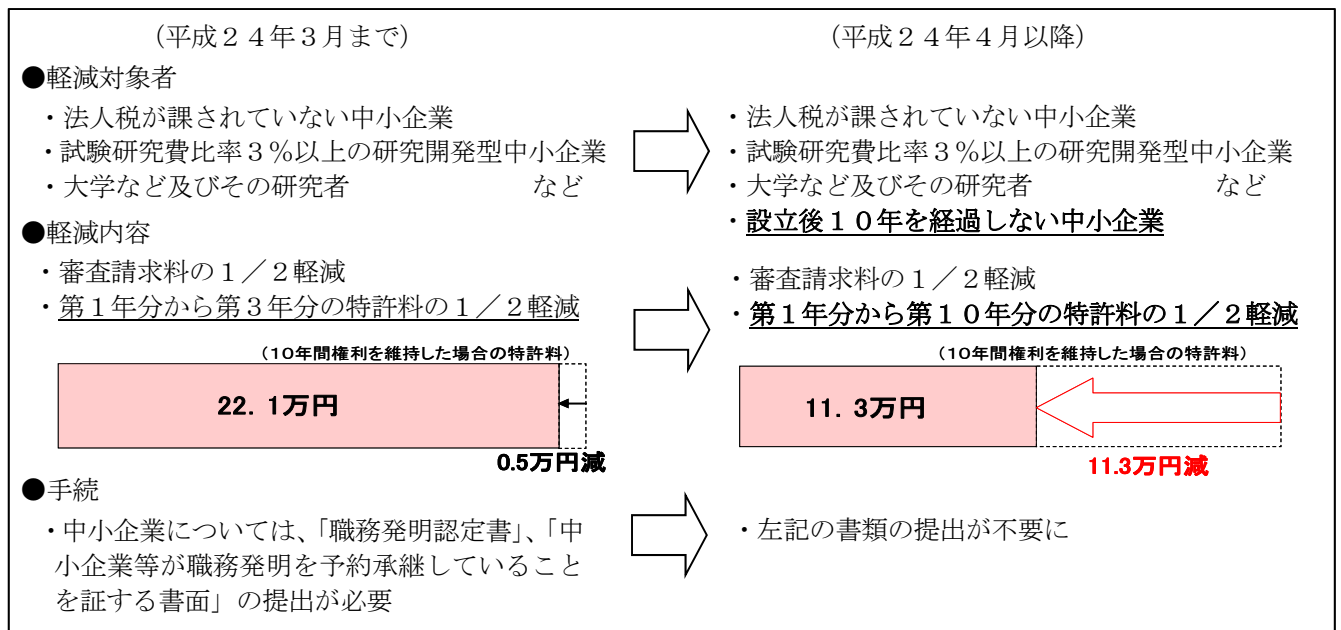 （平成２４年３月まで）
●軽減対象者
・法人税が課されていない中小企業
・試験研究費比率３％以上の研究開発型中小企業
・大学など及びその研究者　など
●軽減内容
・審査請求料の１／２軽減
・第１年分から第３年分の特許料の１／２軽減
（10年間権利を維持した場合の特許料）
22．1万円
0.5万円減
●手続
・中小企業については、「職務発明認定書」、「中
小企業等が職務発明を予約承継していること
を証する書面」の提出が必要
（平成２４年４月以降）
・法人税が課されていない中小企業
・試験研究費比率３％以上の研究開発型中小企業
・大学など及びその研究者　など
・設立後１０年を経過しない中小企業
・審査請求料の１／２軽減
・第１年分から第１０年分の特許料の１／２軽減
（10年間権利を維持した場合の特許料）
11．3万円
11.3万円減
・左記の書類の提出が不要に